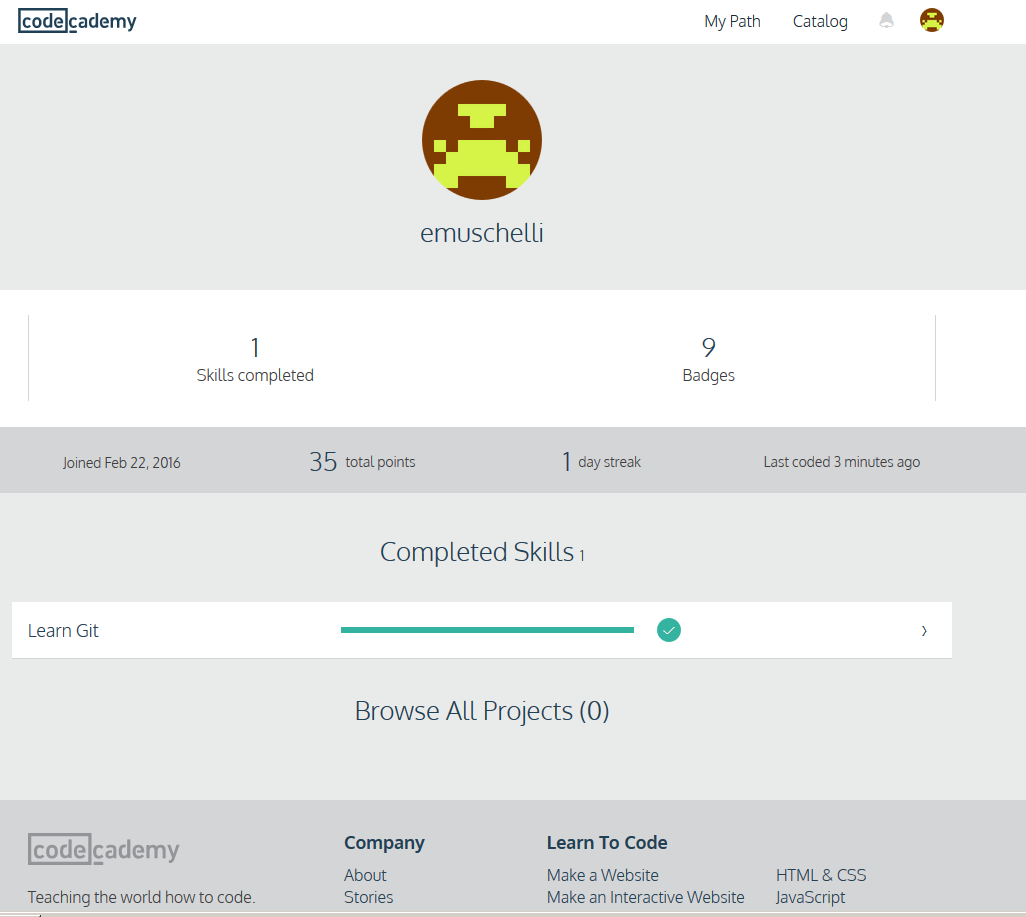 codecademy
My Path Catalog
emuschelli
1
Skills completed
9
Badges
Joined Feb 22, 2016
35 total points
1 day streak
Last coded 3 minutes ago
Completed Skills 1
Learn Git
Browse All Projects (0)
codecademy
Teaching the world how to code.
Company
About
Stories
Learn To Code
Make a Website
Make an Interactive Website
HTML & CSS
JavaScript